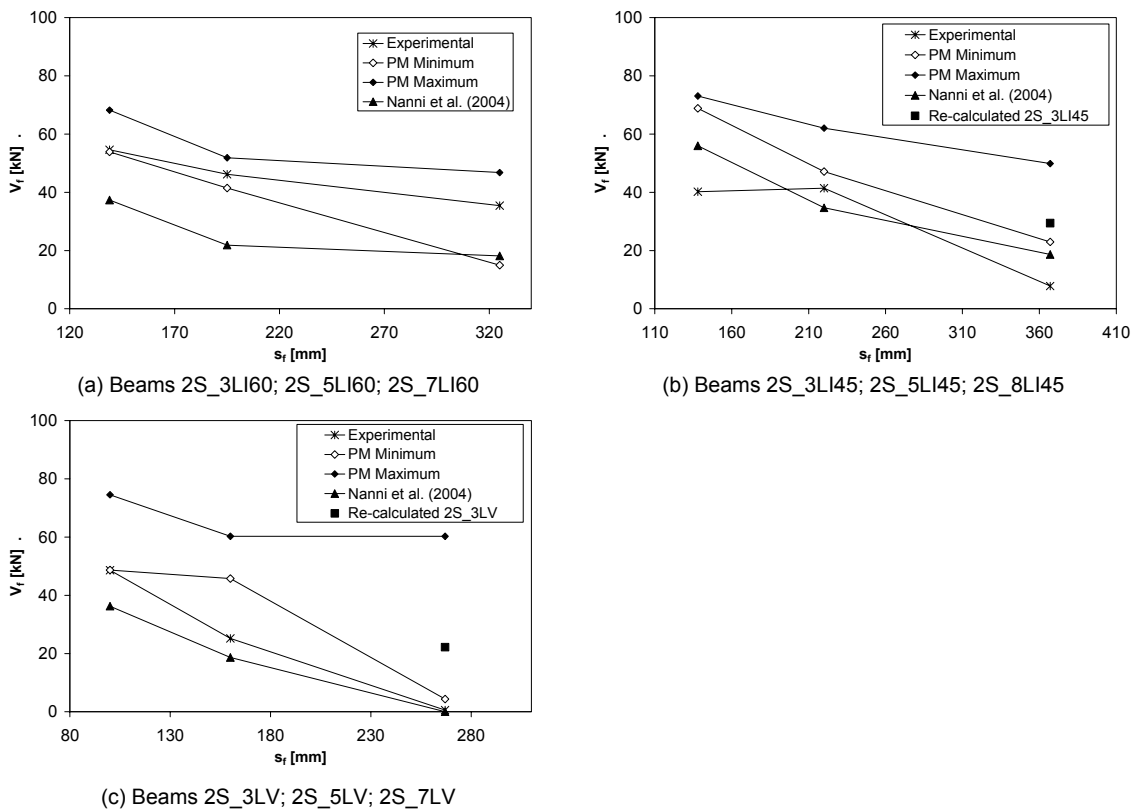 100
80
60
40
20
0
V_f [kN] .
Experimental
PM Minimum
PM Maximum
Nanni et al. (2004)
120 170 220 270 320
s_f [mm]
(a) Beams 2S_3LI60; 2S_5LI60; 2S_7LI60
100
80
60
40
20
0
V_f [kN] .
Experimental
PM Minimum
PM Maximum
Nanni et al. (2004)
Re-calculated 2S_3LI45
110 160 210 260 310 360 410
s_f [mm]
(b) Beams 2S_3LI45; 2S_5LI45; 2S_8LI45
100
80
60
40
20
0
V_f [kN] .
Experimental
PM Minimum
PM Maximum
Nanni et al. (2004)
Re-calculated 2S_3LV
80 130 180 230 280
s_f [mm]
(c) Beams 2S_3LV; 2S_5LV; 2S_7LV